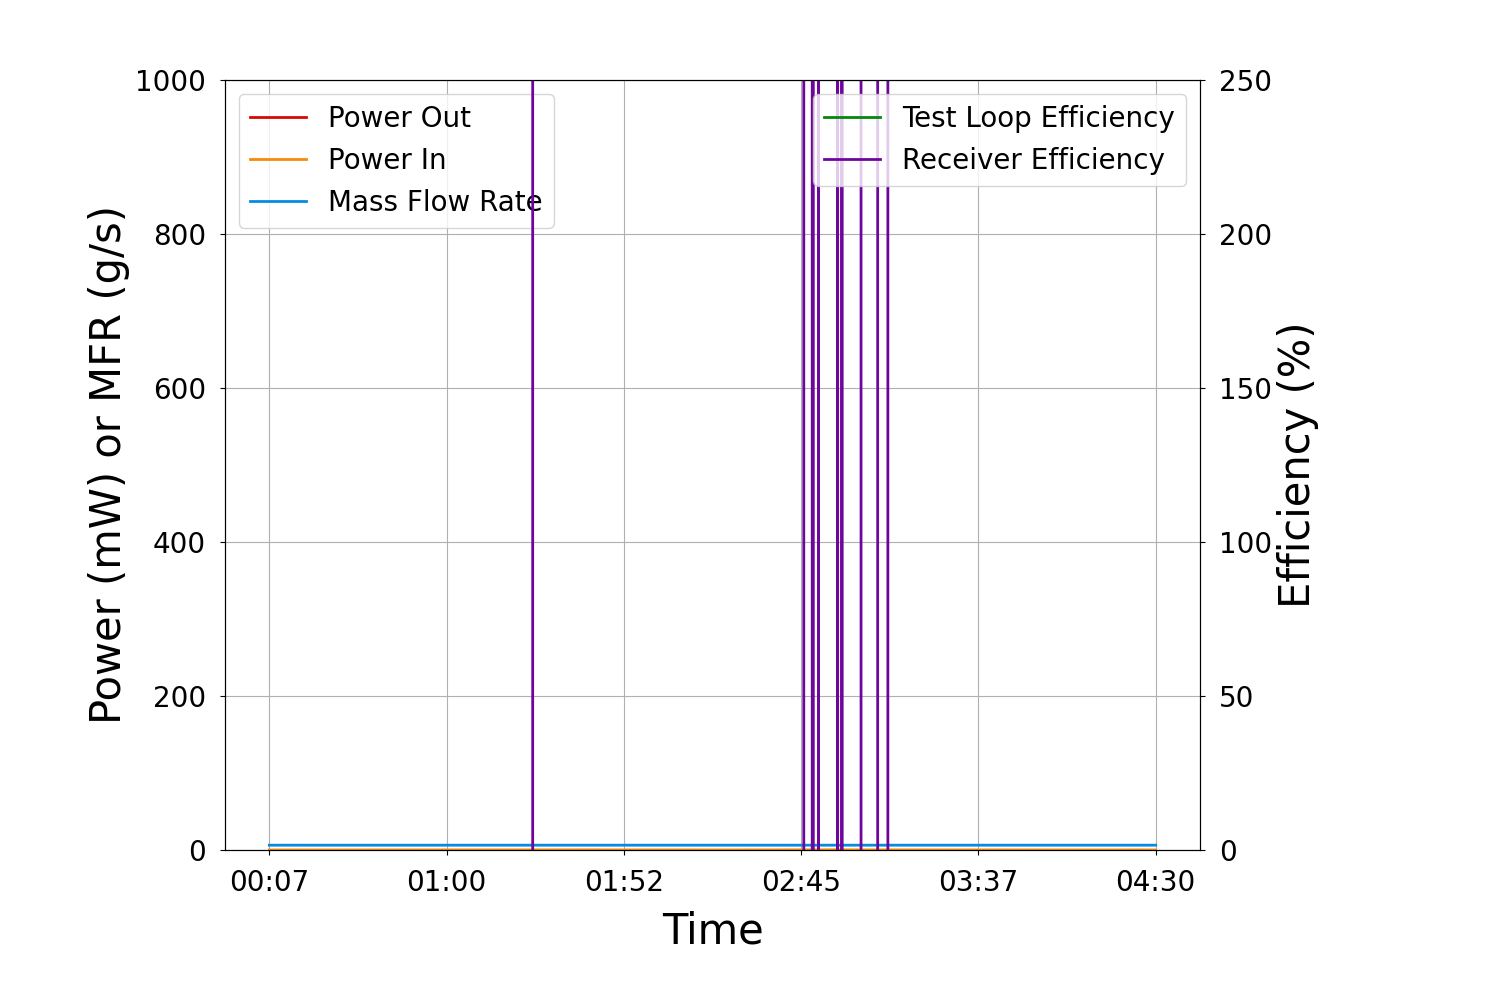 Power (mW) or MFR (g/s)
1000
800
600
400
200
0
Power Out
Power In
Mass Flow Rate
Test Loop Efficiency
Receiver Efficiency
250
200
150
100
50
0
Efficiency (%)
00:07 01:00 01:52 02:45 03:37 04:30
Time